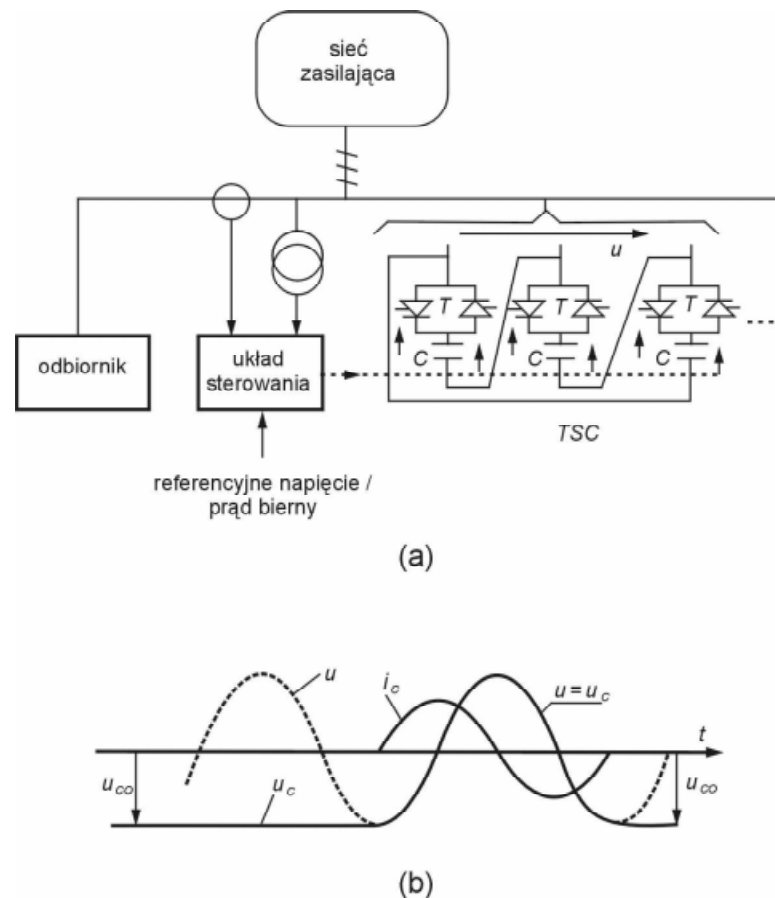 sieć
zasilająca
u
T
T
T
odbiornik
układ
sterowania
C
C
C
TSC
referencyjne napięcie /
prąd bierny
(a)
u
i_c
u = u_c
t
u_co
u_c
u_co
(b)